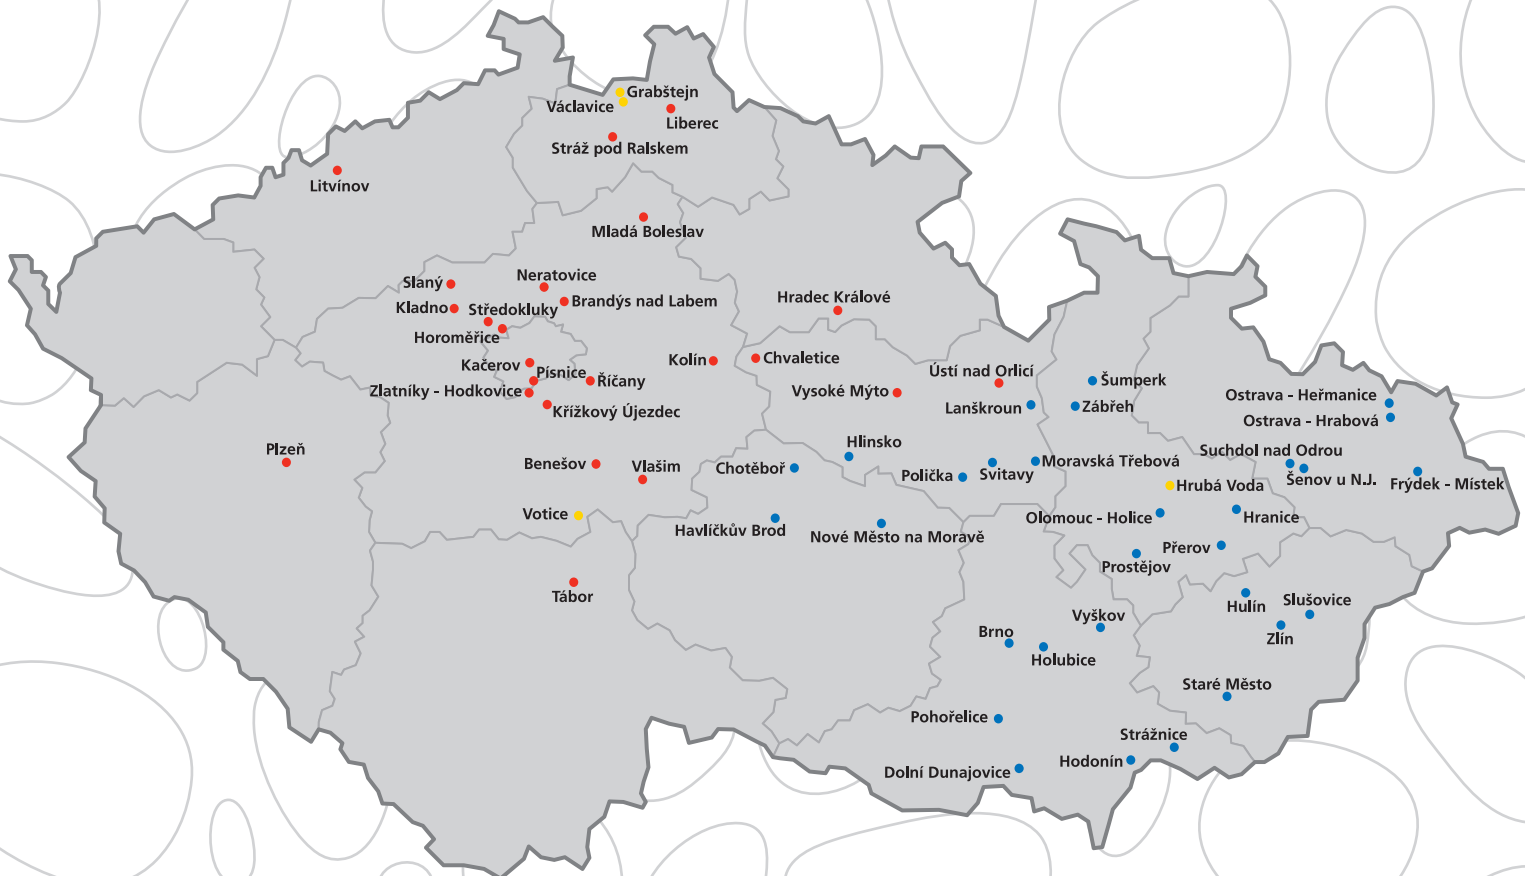 Grabštejn
Václavice
Liberec
Stráž pod Ralskem
Litvínov
Mladá Boleslav
Slaný
Neratovice
Kladno
Středokluky
Brandýs nad Labem
Hradec Králové
Horoměřice
Kačerov
Písnice
Říčany
Kolín
Chvaletice
Zlatníky - Hodkovice
Křížkový Újezdec
Vysoké Mýto
Ústí nad Orlicí
Lanškroun
Šumperk
Zábřeh
Ostrava - Heřmanice
Ostrava - Hrabová
Plzeň
Benešov
Vlašim
Chotěboř
Hlinsko
Polička
Svitavy
Moravská Třebová
Suchdol nad Odrou
Šenov u N.J.
Frýdek - Místek
Hrubá Voda
Votice
Havlíčkův Brod
Nové Město na Moravě
Olomouc - Holice
Hranice
Přerov
Prostějov
Tábor
Hulín
Slušovice
Zlín
Vyškov
Brno
Holubice
Staré Město
Pohořelice
Strážnice
Hodonín
Dolní Dunajovice